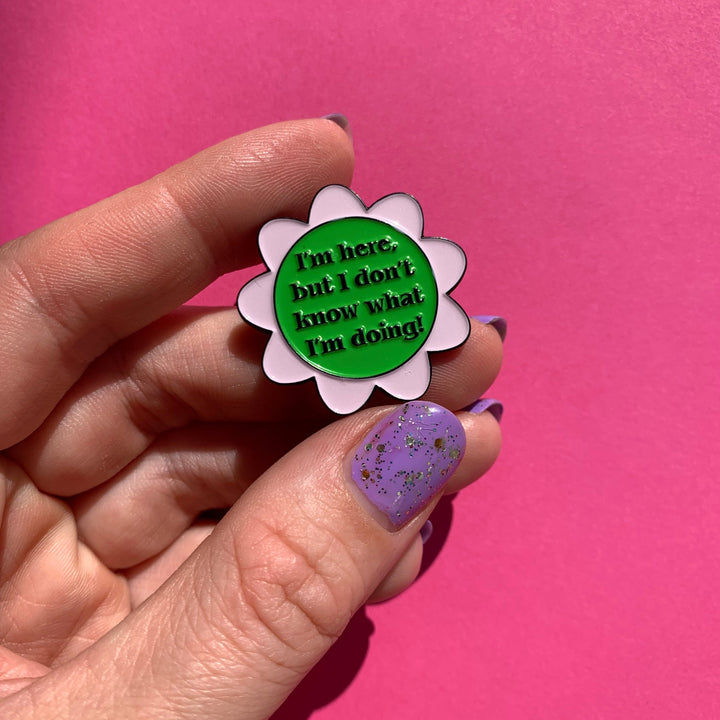 I'm here,
but I don't
know what
I'm doing!